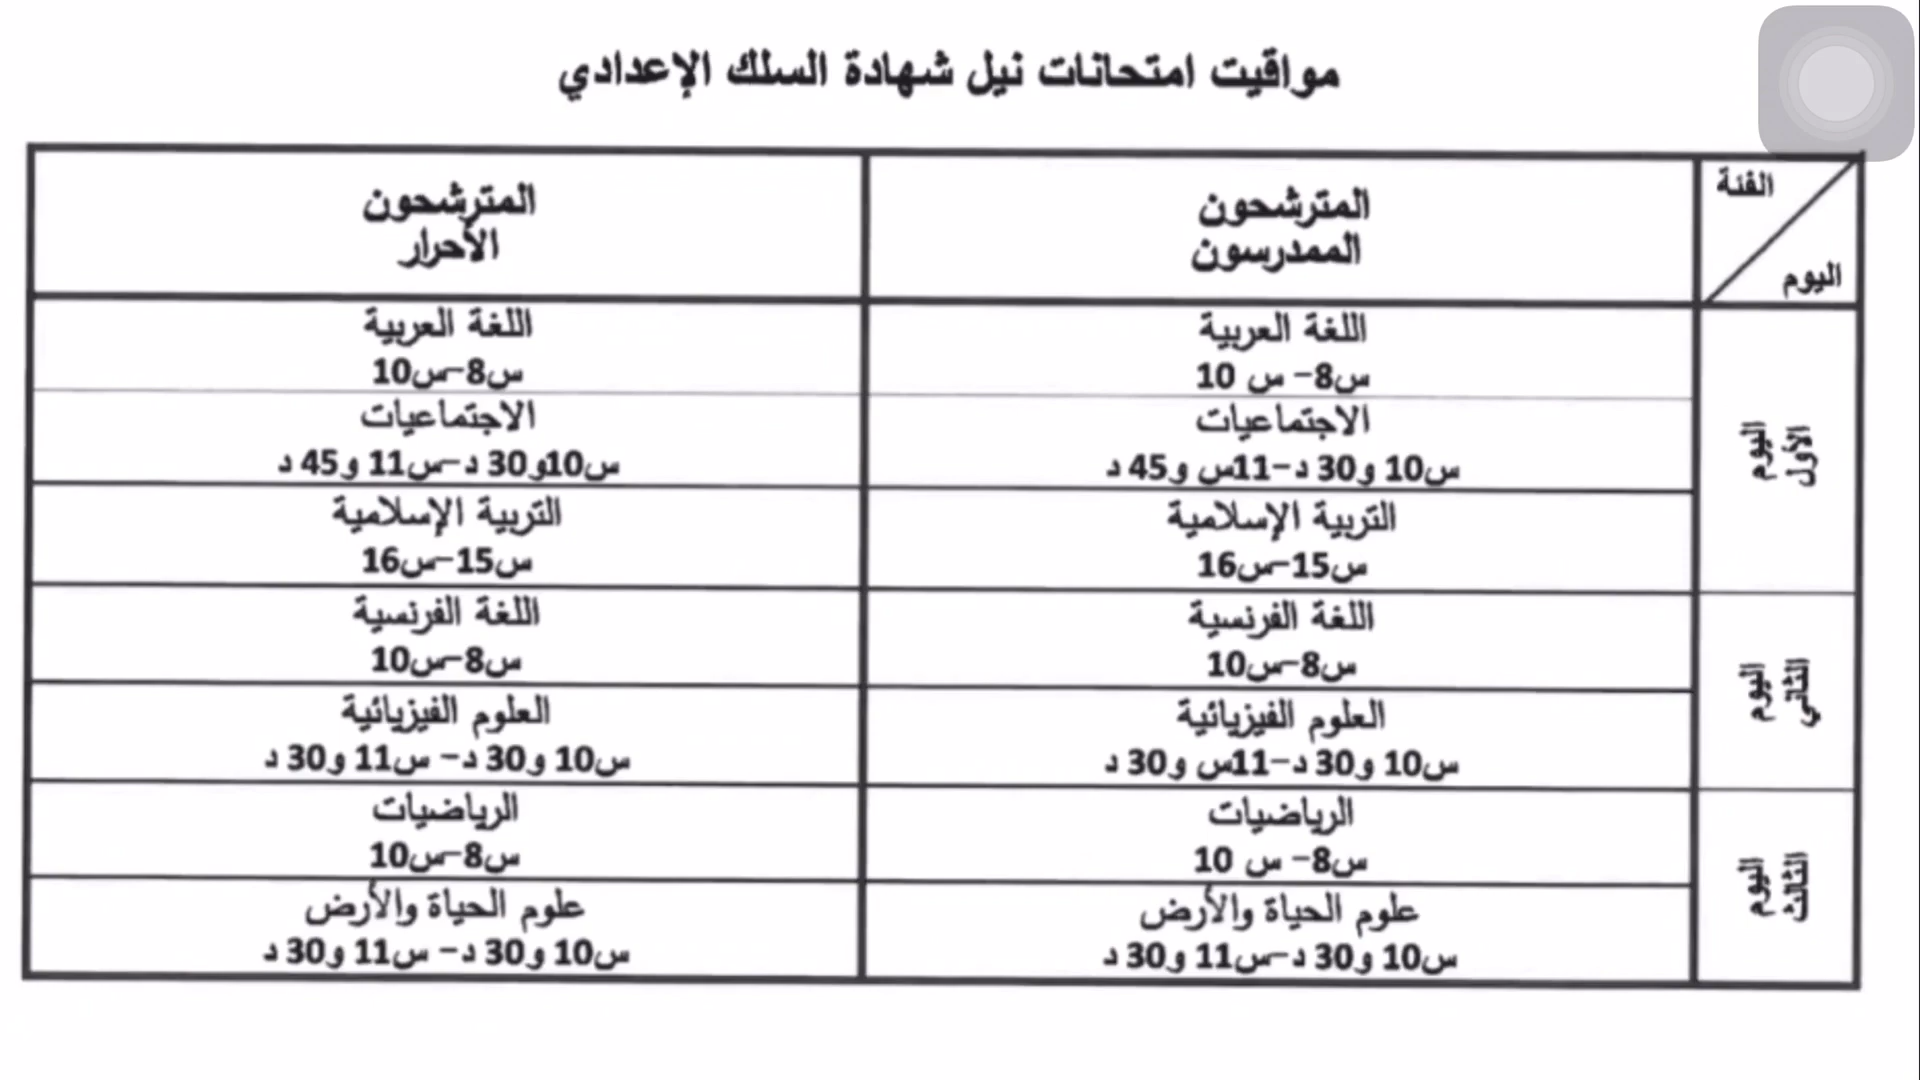 مواقيت امتحانات نيل شهادة السلك الإعدادي
الفئة
اليوم
المترشحون
الممدرسون
المترشحون
الأحرار
اليوم
الأول
اللغة العربية
س8- س 10
اللغة العربية
س8-س10
الاجتماعيات
س10 و30 د-11س و45 د
الاجتماعيات
س10و30 د-س11 و45 د
التربية الإسلامية
س15-س16
التربية الإسلامية
س15-س16
اليوم
الثاني
اللغة الفرنسية
س8-س10
اللغة الفرنسية
س8-س10
العلوم الفيزيائية
س10 و30 د-11س و30 د
العلوم الفيزيائية
س10 و30 د- س11 و30 د
اليوم
الثالث
الرياضيات
س8- س 10
الرياضيات
س8-س10
علوم الحياة والأرض
س10 و30 د-س11 و30 د
علوم الحياة والأرض
س10 و30 د- س11 و30 د